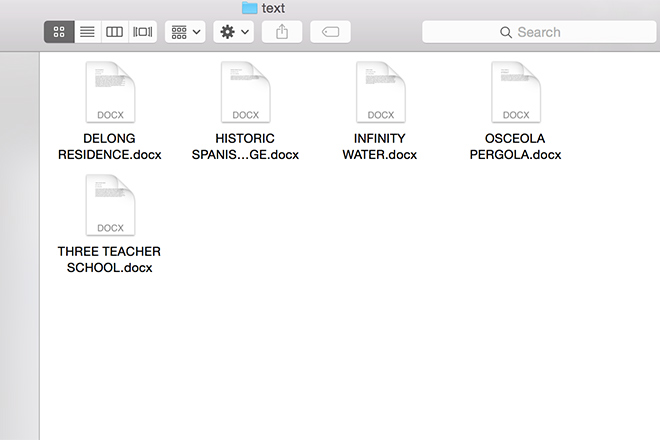 text
Search
DOCX DOCX DOCX DOCX
DELONG HISTORIC INFINITY OSCEOLA
RESIDENCE.docx SPANIS...GE.docx WATER.docx PERGOLA.docx
DOCX
THREE TEACHER
SCHOOL.docx